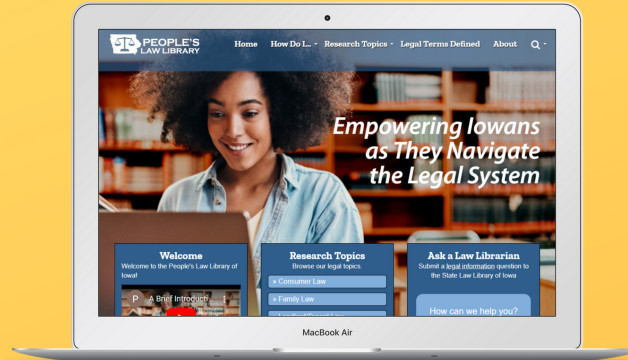 PEOPLE'S
LAW LIBRARY
Home How Do I... Research Topics Legal Terms Defined About
Empowering Iowans
as They Navigate
the Legal System
Welcome
Welcome to the People's Law Library of
Iowa!
P A Brief Introduct
Research Topics
Browse our legal topics.
» Consumer Law
» Family Law
» Landlord/Tenant Law
Ask a Law Librarian
Submit a legal information question to
the State Law Library of Iowa
How can we help you?
MacBook Air